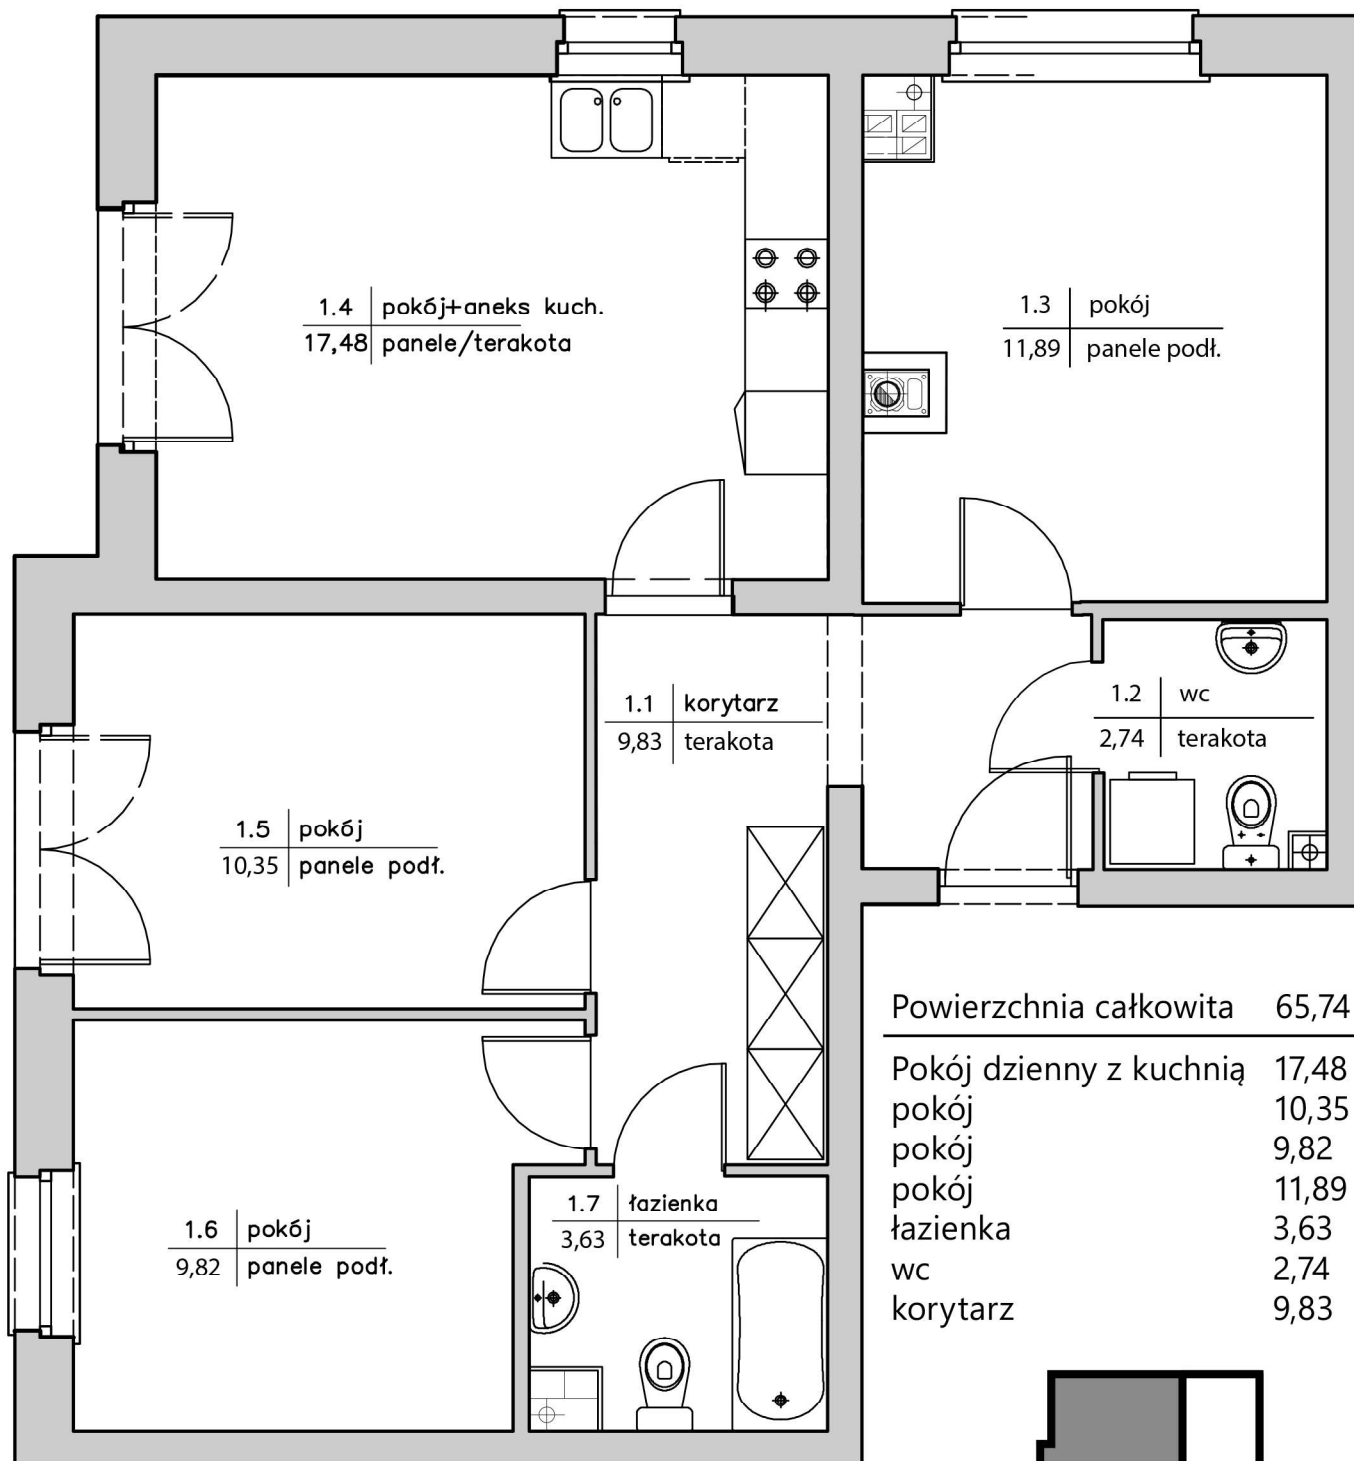 1.4 pokój+aneks kuch.
17,48 panele/terakota
1.3 pokój
11,89 panele podł.
1.1 korytarz
9,83 terakota
1.2 wc
2,74 terakota
1.5 pokój
10,35 panele podł.
1.6 pokój
9,82 panele podł.
1.7 łazienka
3,63 terakota
Powierzchnia całkowita 65,74
Pokój dzienny z kuchnią 17,48
pokój 10,35
pokój 9,82
pokój 11,89
łazienka 3,63
wc 2,74
korytarz 9,83